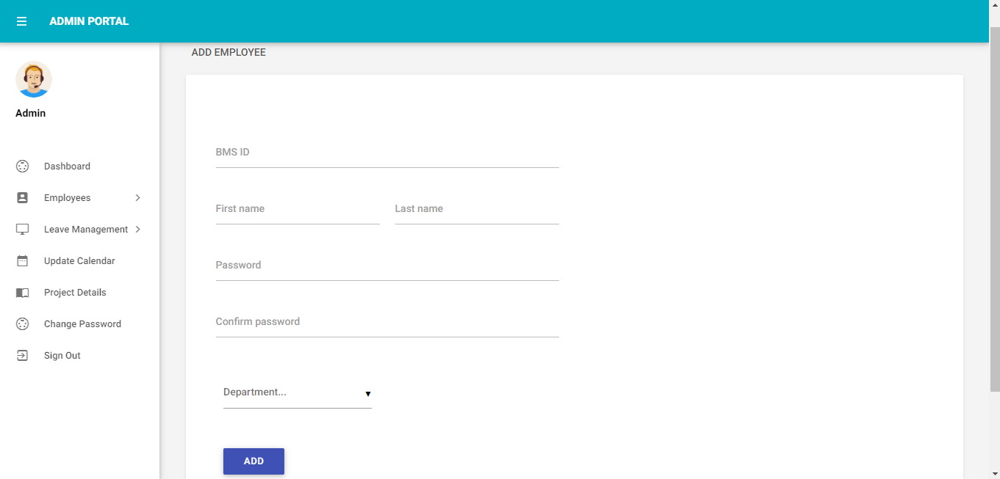 ADMIN PORTAL
ADD EMPLOYEE
Admin
Dashboard
Employees
Leave Management
Update Calendar
Project Details
Change Password
Sign Out
BMS ID
First name Last name
Password
Confirm password
Department...
ADD